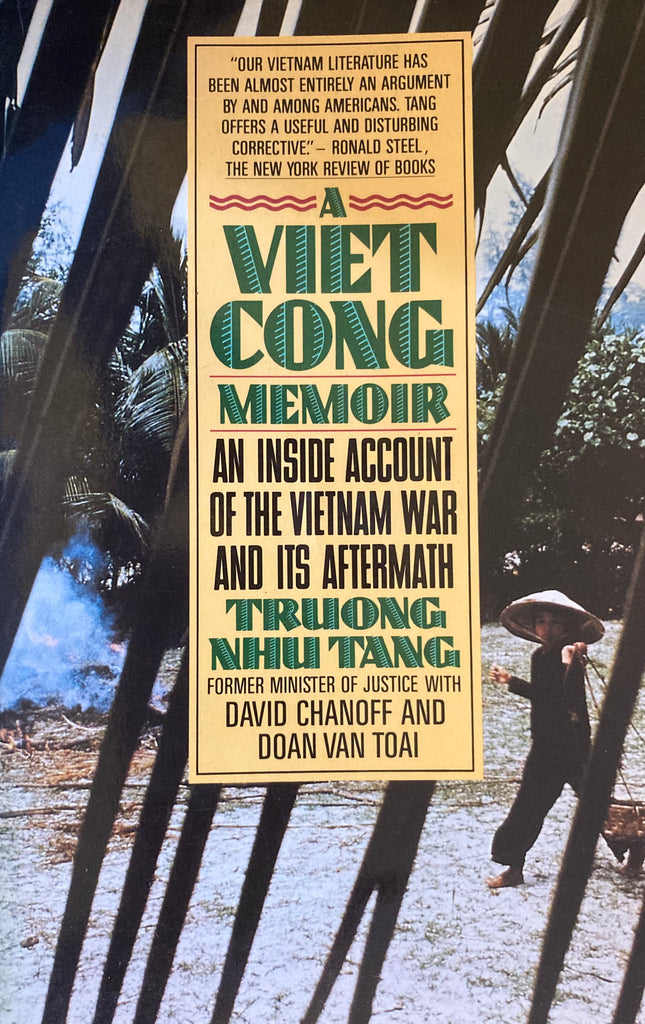 "OUR VIETNAM LITERATURE HAS
BEEN ALMOST ENTIRELY AN ARGUMENT
BY AND AMONG AMERICANS. TANG
OFFERS A USEFUL AND DISTURBING
CORRECTIVE." – RONALD STEEL,
THE NEW YORK REVIEW OF BOOKS
A
VIET
CONG
MEMOIR
AN INSIDE ACCOUNT
OF THE VIETNAM WAR
AND ITS AFTERMATH
TRUONG
NHU TANG
FORMER MINISTER OF JUSTICE WITH
DAVID CHANOFF AND
DOAN VAN TOAI